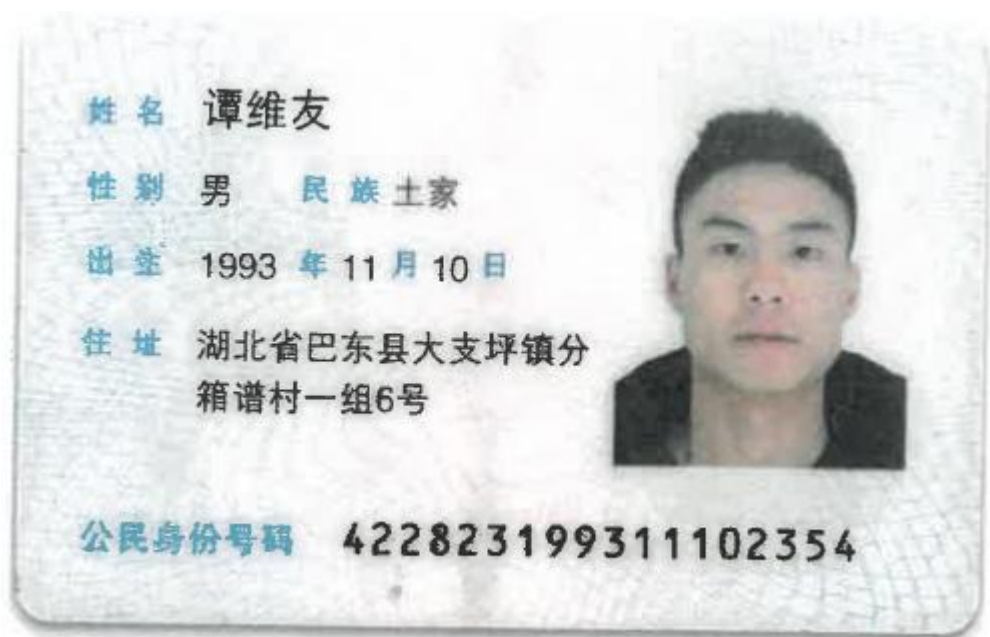 姓名 谭维友
性别 男 民族 土家
出生 1993 年 11 月 10 日
住址 湖北省巴东县大支坪镇分
箱谱村一组6号
公民身份号码 422823199311102354